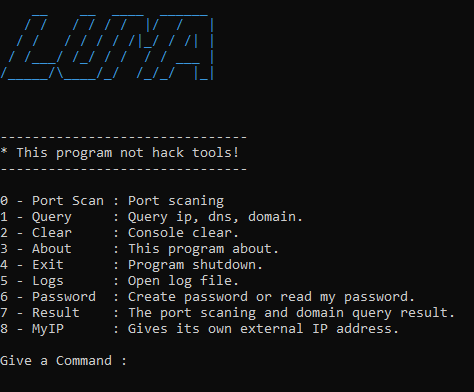 -------------------------------
* This program not hack tools!
-------------------------------
0 - Port Scan : Port scaning
1 - Query : Query ip, dns, domain.
2 - Clear : Console clear.
3 - About : This program about.
4 - Exit : Program shutdown.
5 - Logs : Open log file.
6 - Password : Create password or read my password.
7 - Result : The port scaning and domain query result.
8 - MyIP : Gives its own external IP address.
Give a Command :